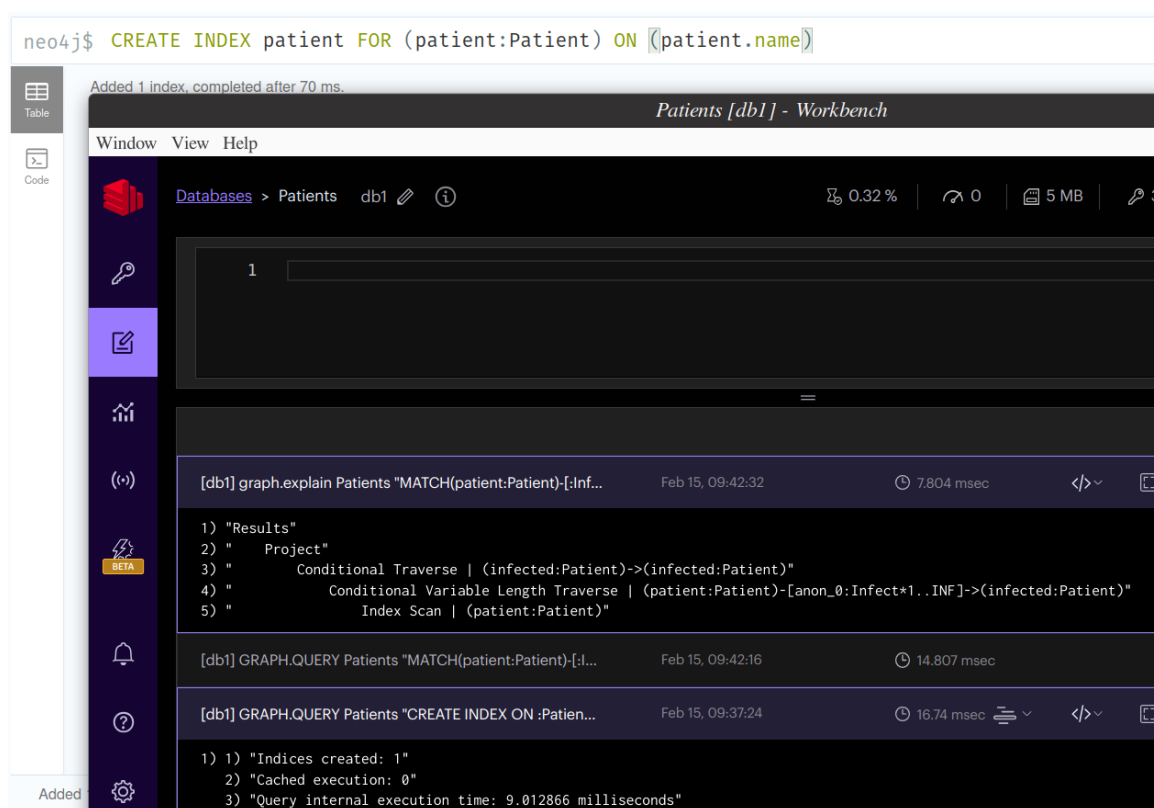 neo4j$ CREATE INDEX patient FOR (patient:Patient) ON (patient.name)
Table
Added 1 index, completed after 70 ms.
Code
Patients [db1] - Workbench
Window View Help
Databases > Patients db1 0.32 % 0 5 MB
1
[db1] graph.explain Patients "MATCH(patient:Patient)-[:Inf... Feb 15, 09:42:32 7.804 msec
1) "Results"
2) "    Project"
3) "        Conditional Traverse | (infected:Patient)->(infected:Patient)"
4) "            Conditional Variable Length Traverse | (patient:Patient)-[anon_0:Infect*1..INF]->(infected:Patient)"
5) "                Index Scan | (patient:Patient)"
BETA
[db1] GRAPH.QUERY Patients "MATCH(patient:Patient)-[:I... Feb 15, 09:42:16 14.807 msec
[db1] GRAPH.QUERY Patients "CREATE INDEX ON :Patien... Feb 15, 09:37:24 16.74 msec
1) 1) "Indices created: 1"
2) "Cached execution: 0"
3) "Query internal execution time: 9.012866 milliseconds"
Added